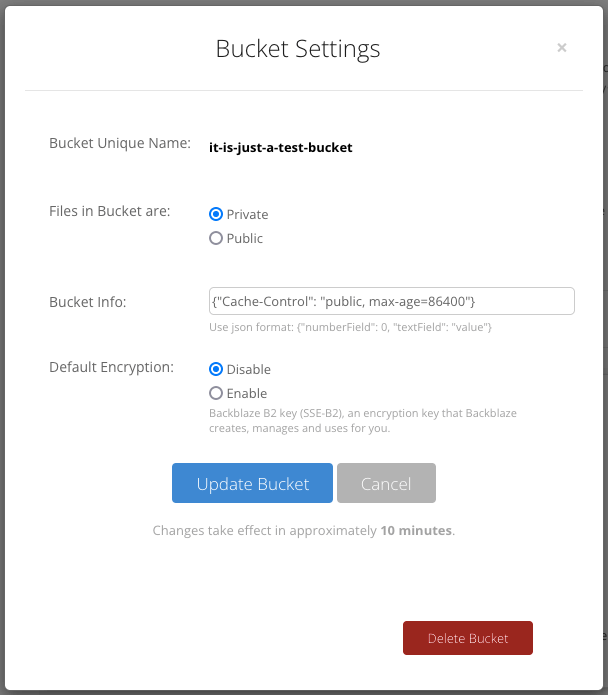 Bucket Settings
×
Bucket Unique Name:
it-is-just-a-test-bucket
Files in Bucket are:
Private
Public
Bucket Info:
{"Cache-Control": "public, max-age=86400"}
Use json format: {"numberField": 0, "textField": "value"}
Default Encryption:
Disable
Enable
Backblaze B2 key (SSE-B2), an encryption key that Backblaze
creates, manages and uses for you.
Update Bucket
Cancel
Changes take effect in approximately 10 minutes.
Delete Bucket